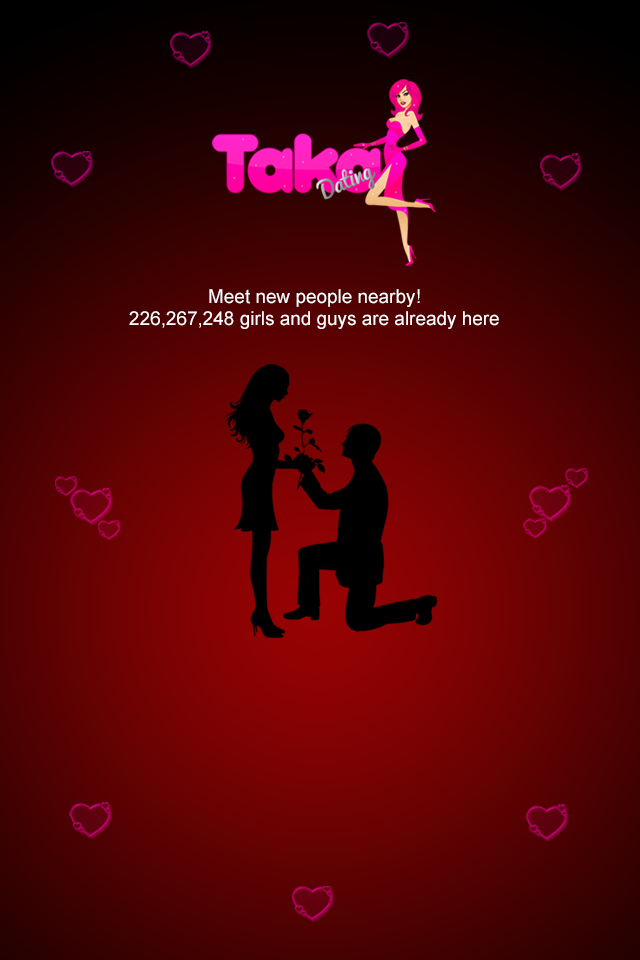 Taka
Dating
Meet new people nearby!
226,267,248 girls and guys are already here